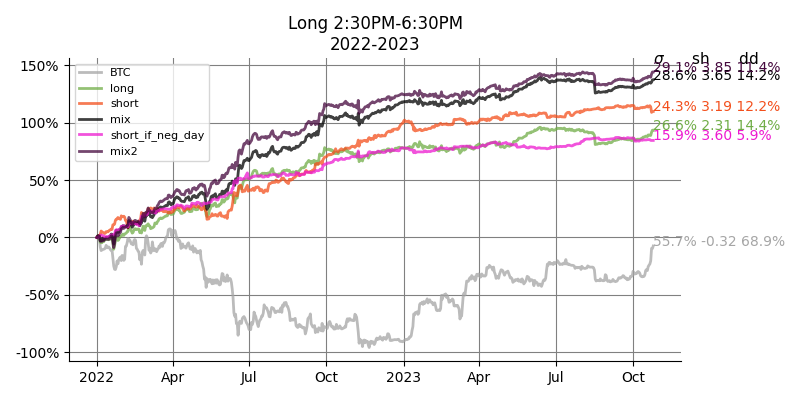 Long 2:30PM-6:30PM
2022-2023
σ sh dd
150%
100%
50%
0%
-50%
-100%
BTC
long
short
mix
short_if_neg_day
mix2
29.1% 3.85 11.4%
28.6% 3.65 14.2%
24.3% 3.19 12.2%
26.6% 2.31 14.4%
15.9% 3.60 5.9%
55.7% -0.32 68.9%
2022 Apr Jul Oct 2023 Apr Jul Oct